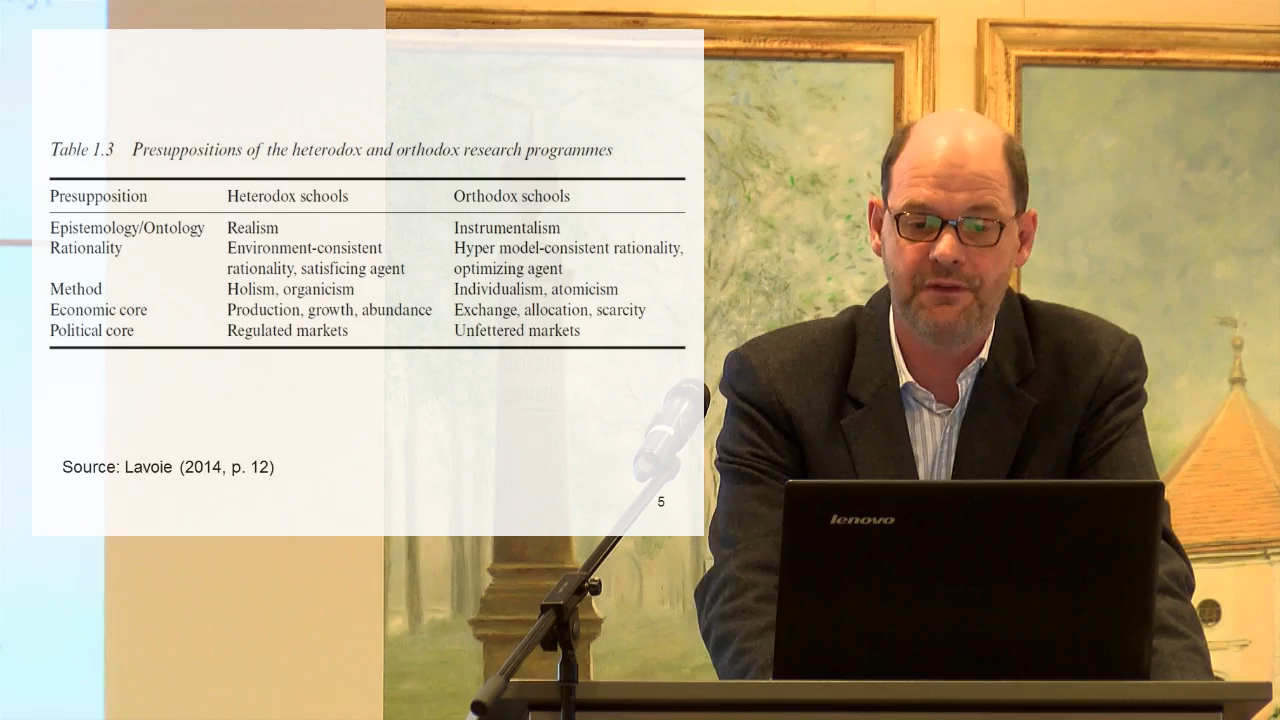 Table 1.3 Presuppositions of the heterodox and orthodox research programmes
Presupposition Heterodox schools Orthodox schools
Epistemology/Ontology Realism Instrumentalism
Rationality Environment-consistent Hyper model-consistent rationality,
rationality, satisficing agent optimizing agent
Method Holism, organicism Individualism, atomicism
Economic core Production, growth, abundance Exchange, allocation, scarcity
Political core Regulated markets Unfettered markets
Source: Lavoie (2014, p. 12)
5
lenovo